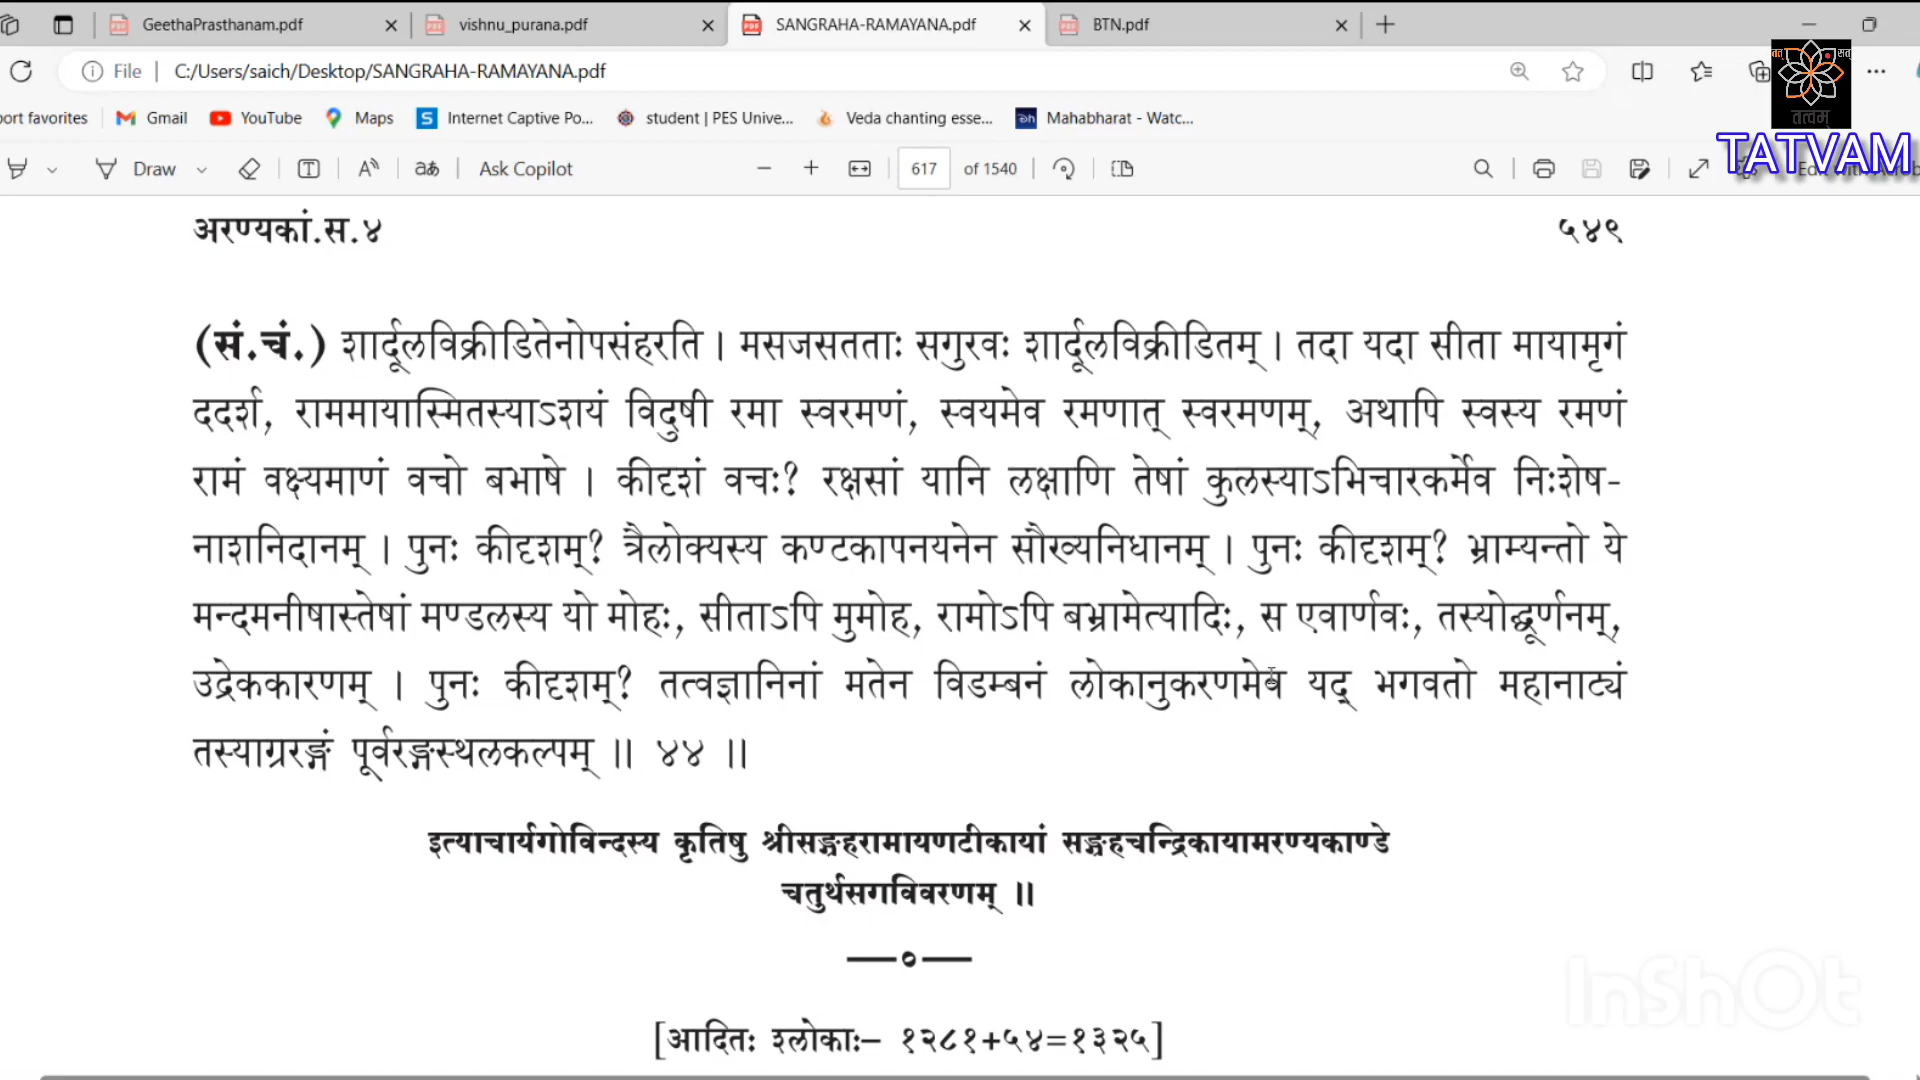 GeethaPrasthanam.pdf vishnu_purana.pdf SANGRAHA-RAMAYANA.pdf BTN.pdf
File C:/Users/saich/Desktop/SANGRAHA-RAMAYANA.pdf
port favorites Gmail YouTube Maps Internet Captive Po... student | PES Unive... Veda chanting esse... Mahabharat - Watc...
तत्वम्
TATVAM
Draw Ask Copilot 617 of 1540
अरण्यकां.स.४ ५४९
(सं.चं.) शार्दूलविक्रीडितेनोपसंहरति । मसजसतताः सगुरवः शार्दूलविक्रीडितम् । तदा यदा सीता मायामृगं
ददर्श, राममायास्मितस्याऽशयं विदुषी रमा स्वरमणं, स्वयमेव रमणात् स्वरमणम्, अथापि स्वस्य रमणं
रामं वक्ष्यमाणं वचो बभाषे । कीदृशं वचः? रक्षसां यानि लक्षाणि तेषां कुलस्याऽभिचारकर्मेव निःशेष-
नाशनिदानम् । पुनः कीदृशम्? त्रैलोक्यस्य कण्टकापनयनेन सौख्यनिधानम् । पुनः कीदृशम्? भ्राम्यन्तो ये
मन्दमनीषास्तेषां मण्डलस्य यो मोहः, सीताऽपि मुमोह, रामोऽपि बभ्रामेत्यादिः, स एवार्णवः, तस्योद्घूर्णनम्,
उद्रेककारणम् । पुनः कीदृशम्? तत्वज्ञानिनां मतेन विडम्बनं लोकानुकरणमेव यद् भगवतो महानाट्यं
तस्याग्ररङ्गं पूर्वरङ्गस्थलकल्पम् ॥ ४४ ॥
इत्याचार्यगोविन्दस्य कृतिषु श्रीसङ्ग्रहरामायणटीकायां सङ्ग्रहचन्द्रिकायामरण्यकाण्डे
चतुर्थसर्गविवरणम् ॥
[आदितः श्लोकाः– १२८१+५४=१३२५]
InShOt